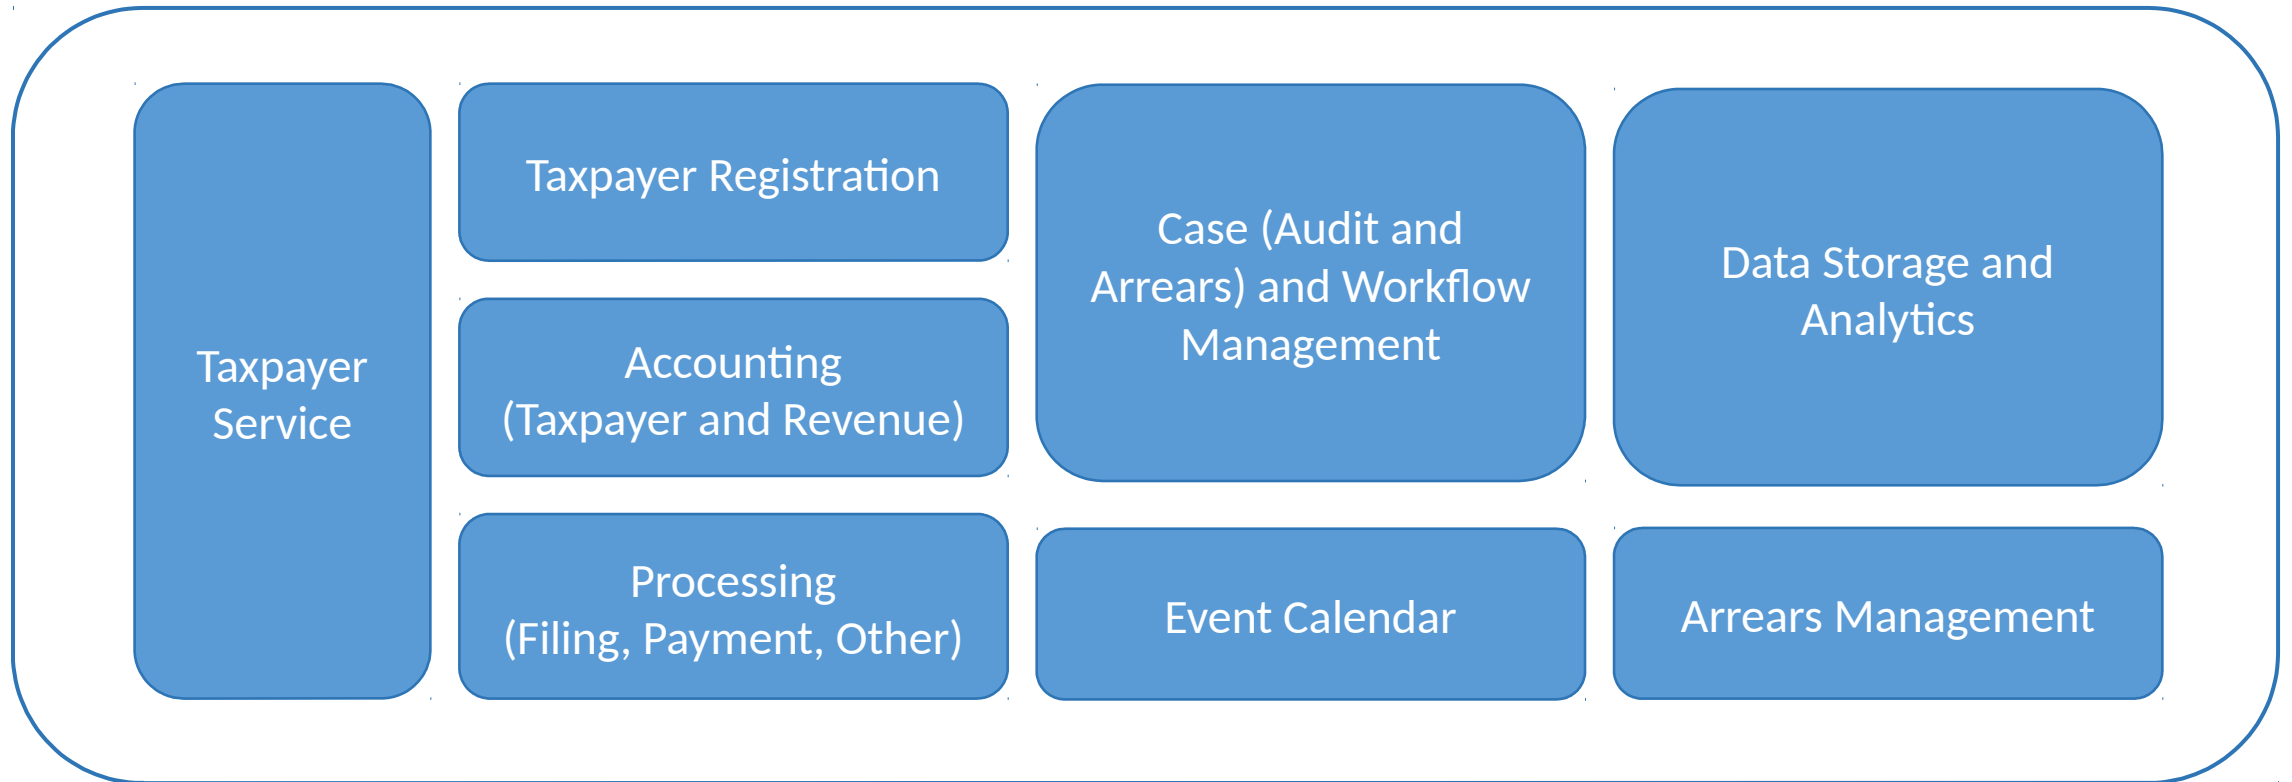 Taxpayer
Service
Taxpayer Registration
Accounting
(Taxpayer and Revenue)
Processing
(Filing, Payment, Other)
Case (Audit and
Arrears) and Workflow
Management
Event Calendar
Data Storage and
Analytics
Arrears Management